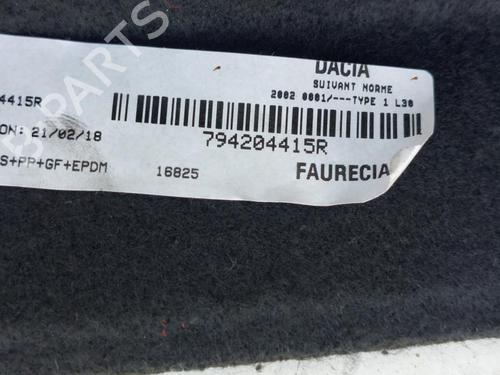 DACIA
SUIVANT NORME
2002 0001/---TYPE 1 L30
4415R
ON: 21/02/18
794204415R
S+PP+GF+EPDM
16825
FAURECIA
B-PARTS